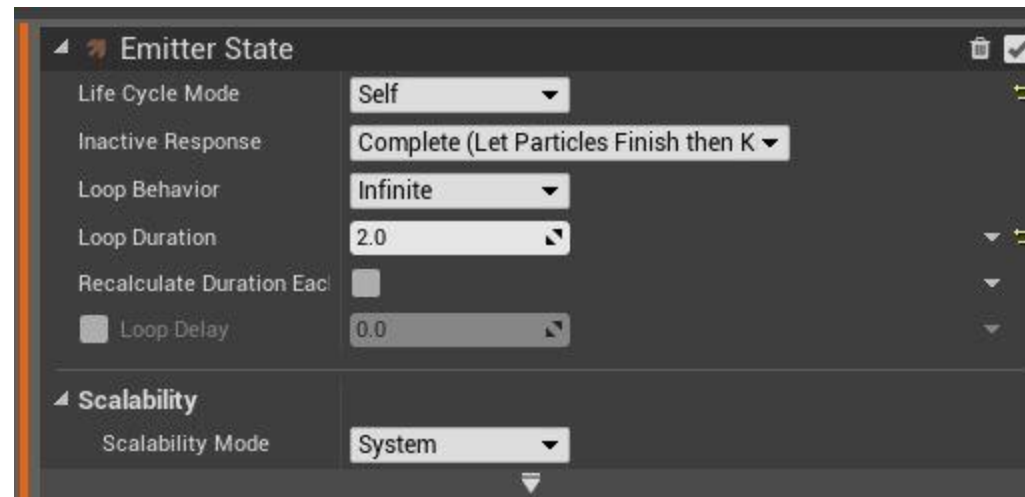 Emitter State
Life Cycle Mode Self
Inactive Response Complete (Let Particles Finish then K
Loop Behavior Infinite
Loop Duration 2.0
Recalculate Duration Eac
Loop Delay 0.0
Scalability
Scalability Mode System